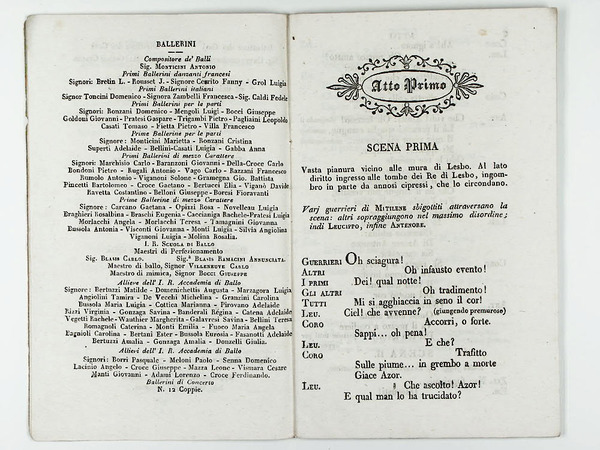 BALLERINI
Compositore de' Balli
Sig. MONTICINI ANTONIO
Primi Ballerini danzanti francesi
Signori: Bretin L. - Rousset J. - Signore Cerrito Fanny - Grol Luigia
Primi Ballerini italiani
Signor Toncini Domenico - Signora Zambelli Francesca - Sig. Caldi Fedele
Primi Ballerini per le parti
Signori: Ronzani Domenico - Mengoli Luigi - Bocci Giuseppe
Goldoni Giovanni - Pratesi Gaspare - Trigambi Pietro - Pagliaini Leopoldo
Casati Tomaso - Fietta Pietro - Villa Francesco
Prime Ballerine per le parti
Signore: Monticini Marietta - Ronzani Cristina
Superti Adelaide - Bellini-Casati Luigia - Gabba Anna
Primi Ballerini di mezzo Carattere
Signori: Marchisio Carlo - Baranzoni Giovanni - Della-Croce Carlo
Bondoni Pietro - Rugali Antonio - Vago Carlo - Razzani Francesco
Rumolo Antonio - Viganoni Solone - Gramegna Gio. Battista
Pincetti Bartolomeo - Croce Gaetano - Bertucci Elia - Viganò Davide
Ravetta Costantino - Belloni Giuseppe - Boresi Fioravanti
Prime Ballerine di mezzo Carattere
Signore: Carcano Gaetana - Opizzi Rosa - Novelleau Luigia
Braghieri Rosalbina - Braschi Eugenia - Caccianiga Rachele - Pratesi Luigia
Morlacchi Angela - Morlacchi Teresa - Tamagnini Giovanna
Bussola Antonia - Visconti Giovanna - Monti Luigia - Silvia Angiolina
Viganoni Luigia - Molina Rosalia.
I. R. SCUOLA DI BALLO
Maestri di Perfezionamento
Sig. BLASIS CARLO. Sig.ª BLASIS RAMACINI ANNUNCIATA.
Maestro di ballo, Signor VILLENEUVE CARLO
Maestro di mimica, Signor BOCCI GIUSEPPE
Allieve dell' I. R. Accademia di Ballo
Signore: Bertuzzi Matilde - Domenichettis Augusta - Marzagora Luigia
Angiolini Tamira - De Vecchi Michelina - Granzini Carolina
Bussola Maria Luigia - Cottica Marianna - Pirovano Adelaide
Rizzi Virginia - Gonzaga Savina - Banderali Régina - Catena Adelaide
Vegetti Rachele - Wauthier Margherita - Galavresi Savina - Bellini Teresa
Romagnoli Caterina - Monti Emilia - Fuoco Maria Angela
Bagnoli Carolina - Bertani Ester - Bussola Eurosia - Fasanotti Adelaide
Bertuzzi Amalia - Gonzaga Amalia - Donzelli Giulia.
Allievi dell' I. R. Accademia di Ballo
Signori: Borri Pasquale - Meloni Paolo - Senna Domenico
Lacinio Angelo - Croce Giuseppe - Mazza Leone - Vismara Cesare
Manti Giovanni - Adami Lorenzo - Croce Ferdinando.
Ballerini di Concerto
N. 12 Coppie.
Atto Primo
SCENA PRIMA
Vasta pianura vicino alle mura di Lesbo. Al lato
diritto ingresso alle tombe dei Re di Lesbo, ingom-
bro in parte da annosi cipressi, che lo circondano.
Varj guerrieri di MITILENE sbigottiti attraversano la
scena: altri sopraggiungono nel massimo disordine;
indi LEUCIPPO, infine ANTENORE.
GUERRIERI Oh sciagura!
ALTRI Oh infausto evento!
I PRIMI Dei! qual notte!
GLI ALTRI Oh tradimento!
TUTTI Mi si agghiaccia in seno il cor!
LEU. Ciel! che avvenne? (giungendo premuroso)
CORO Accorri, o forte.
Sappi... oh pena!
LEU. E che?
CORO Trafitto
Sulle piume... in grembo a morte
Giace Azor.
LEU. Che ascolto! Azor!
E qual man lo ha trucidato?